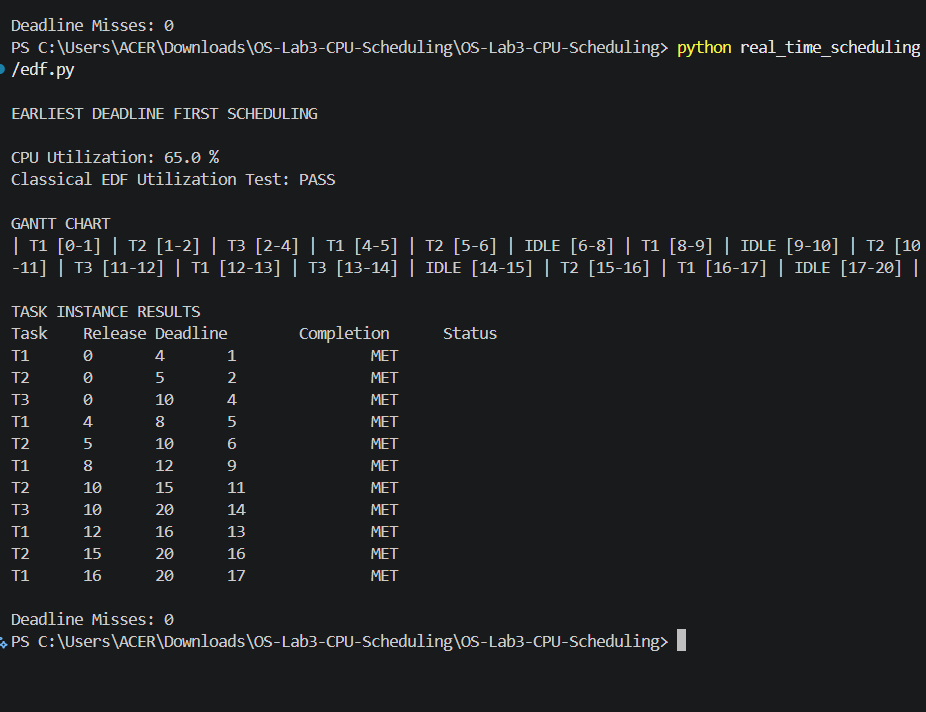 Deadline Misses: 0
PS C:\Users\ACER\Downloads\OS-Lab3-CPU-Scheduling\OS-Lab3-CPU-Scheduling> python real_time_scheduling
/edf.py
EARLIEST DEADLINE FIRST SCHEDULING
CPU Utilization: 65.0 %
Classical EDF Utilization Test: PASS
GANTT CHART
| T1 [0-1] | T2 [1-2] | T3 [2-4] | T1 [4-5] | T2 [5-6] | IDLE [6-8] | T1 [8-9] | IDLE [9-10] | T2 [10
-11] | T3 [11-12] | T1 [12-13] | T3 [13-14] | IDLE [14-15] | T2 [15-16] | T1 [16-17] | IDLE [17-20] |
TASK INSTANCE RESULTS
Task Release Deadline Completion Status
T1 0 4 1 MET
T2 0 5 2 MET
T3 0 10 4 MET
T1 4 8 5 MET
T2 5 10 6 MET
T1 8 12 9 MET
T2 10 15 11 MET
T3 10 20 14 MET
T1 12 16 13 MET
T2 15 20 16 MET
T1 16 20 17 MET
Deadline Misses: 0
PS C:\Users\ACER\Downloads\OS-Lab3-CPU-Scheduling\OS-Lab3-CPU-Scheduling>